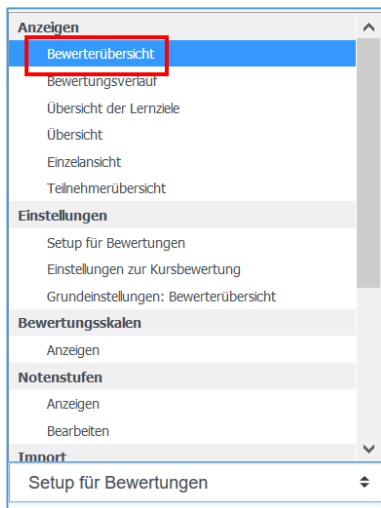 Anzeigen
Bewerterübersicht
Bewertungsverlauf
Übersicht der Lernziele
Übersicht
Einzelansicht
Teilnehmerübersicht
Einstellungen
Setup für Bewertungen
Einstellungen zur Kursbewertung
Grundeinstellungen: Bewerterübersicht
Bewertungsskalen
Anzeigen
Notenstufen
Anzeigen
Bearbeiten
Import
Setup für Bewertungen